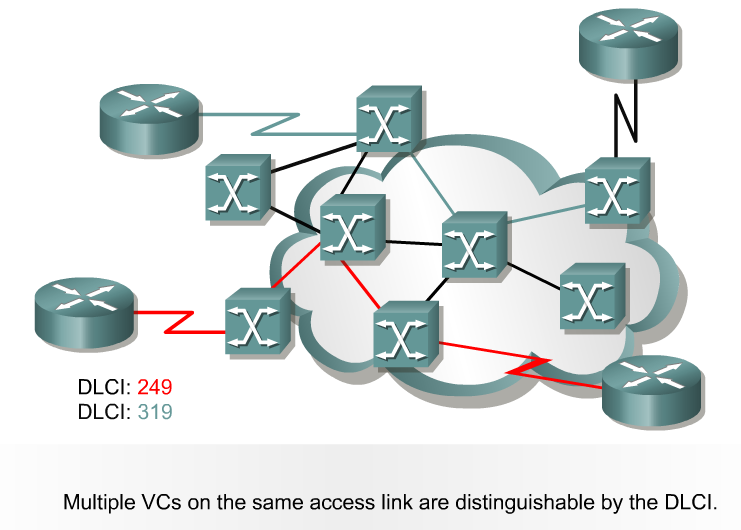 DLCI: 249
DLCI: 319
Multiple VCs on the same access link are distinguishable by the DLCI.